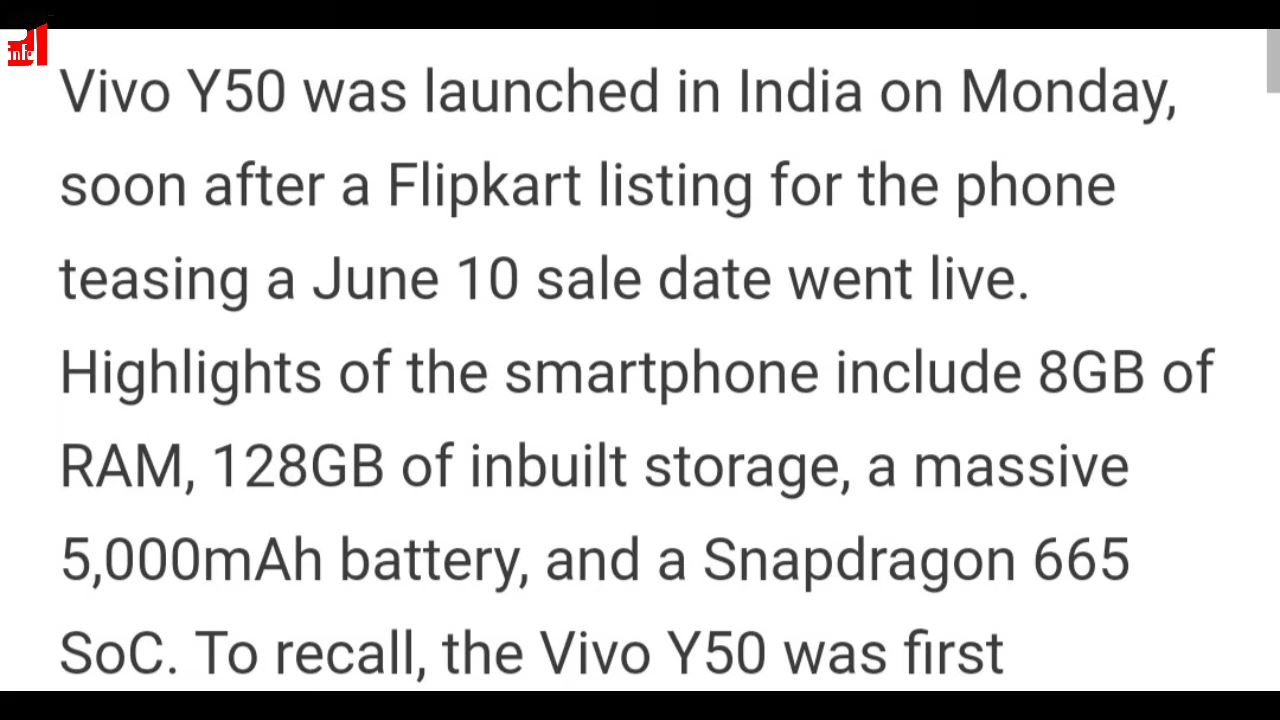 info
Vivo Y50 was launched in India on Monday,
soon after a Flipkart listing for the phone
teasing a June 10 sale date went live.
Highlights of the smartphone include 8GB of
RAM, 128GB of inbuilt storage, a massive
5,000mAh battery, and a Snapdragon 665
SoC. To recall, the Vivo Y50 was first